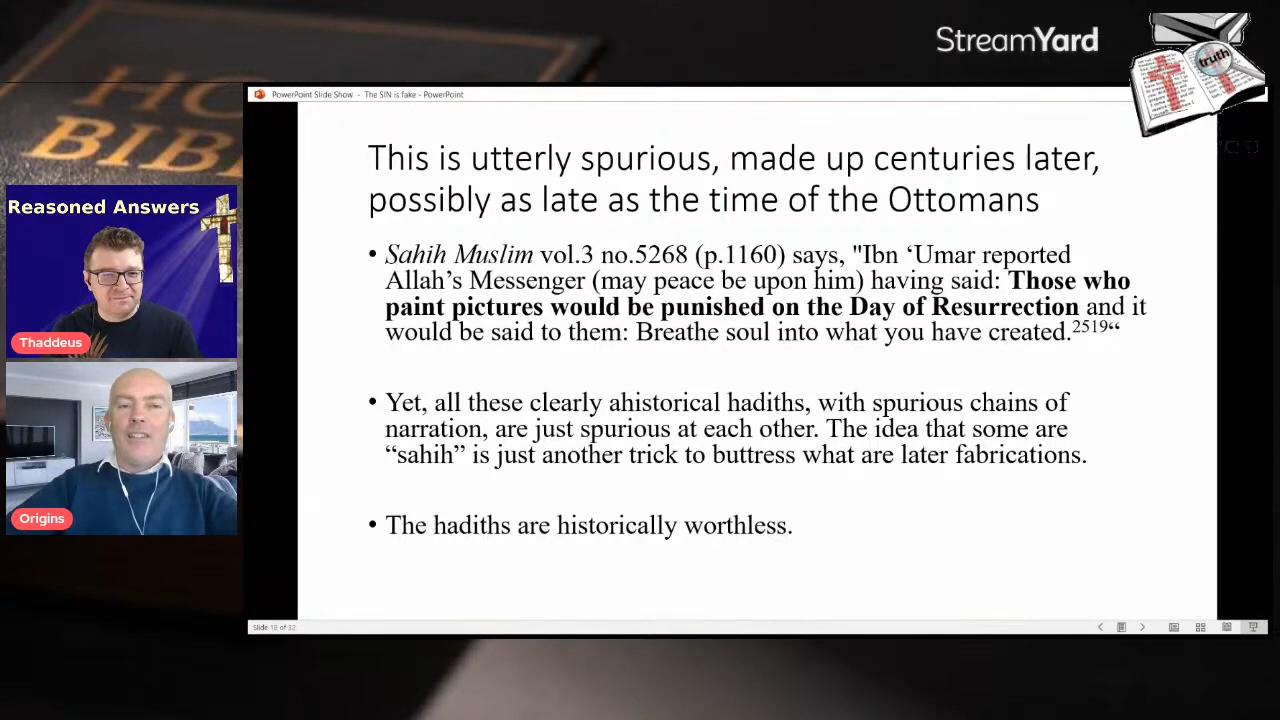 StreamYard
truth
HO
BIB
PowerPoint Slide Show - The SIN is fake - PowerPoint
Reasoned Answers
Thaddeus
Origins
This is utterly spurious, made up centuries later,
possibly as late as the time of the Ottomans
• Sahih Muslim vol.3 no.5268 (p.1160) says, "Ibn ‘Umar reported
Allah’s Messenger (may peace be upon him) having said: Those who
paint pictures would be punished on the Day of Resurrection and it
would be said to them: Breathe soul into what you have created.2519“
• Yet, all these clearly ahistorical hadiths, with spurious chains of
narration, are just spurious at each other. The idea that some are
“sahih” is just another trick to buttress what are later fabrications.
• The hadiths are historically worthless.
Slide 18 of 32